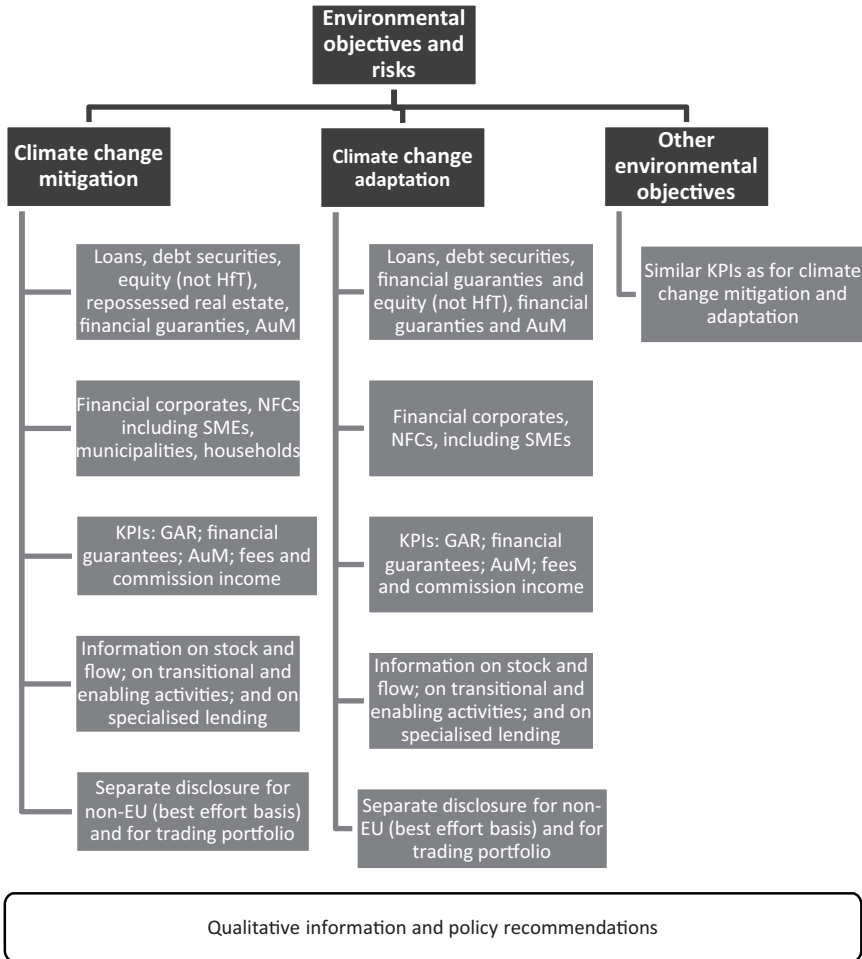 Environmental
objectives and
risks
Climate change
mitigation
Loans, debt securities,
equity (not HfT),
repossessed real estate,
financial guaranties, AuM
Financial corporates, NFCs
including SMEs,
municipalities, households
KPIs: GAR; financial
guarantees; AuM; fees and
commission income
Information on stock and
flow; on transitional and
enabling activities; and on
specialised lending
Separate disclosure for
non-EU (best effort basis)
and for trading portfolio
Climate change
adaptation
Loans, debt securities,
financial guaranties and
equity (not HfT), financial
guaranties and AuM
Financial corporates,
NFCs, including SMEs
KPIs: GAR; financial
guarantees; AuM; fees
and commission income
Information on stock and
flow; on transitional and
enabling activities; and on
specialised lending
Separate disclosure for non-
EU (best effort basis) and for
trading portfolio
Other
environmental
objectives
Similar KPIs as for climate
change mitigation and
adaptation
Qualitative information and policy recommendations